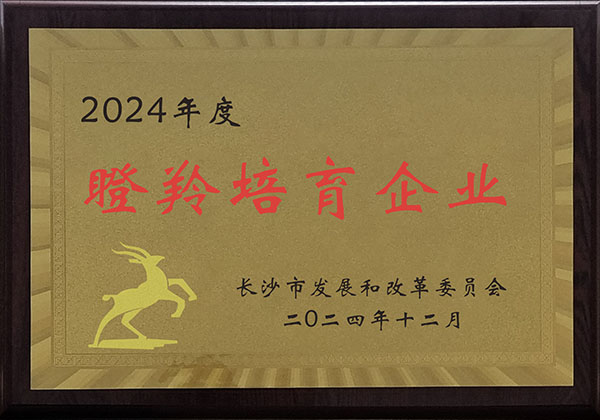 2024年度
瞪羚培育企业
长沙市发展和改革委员会
二〇二四年十二月